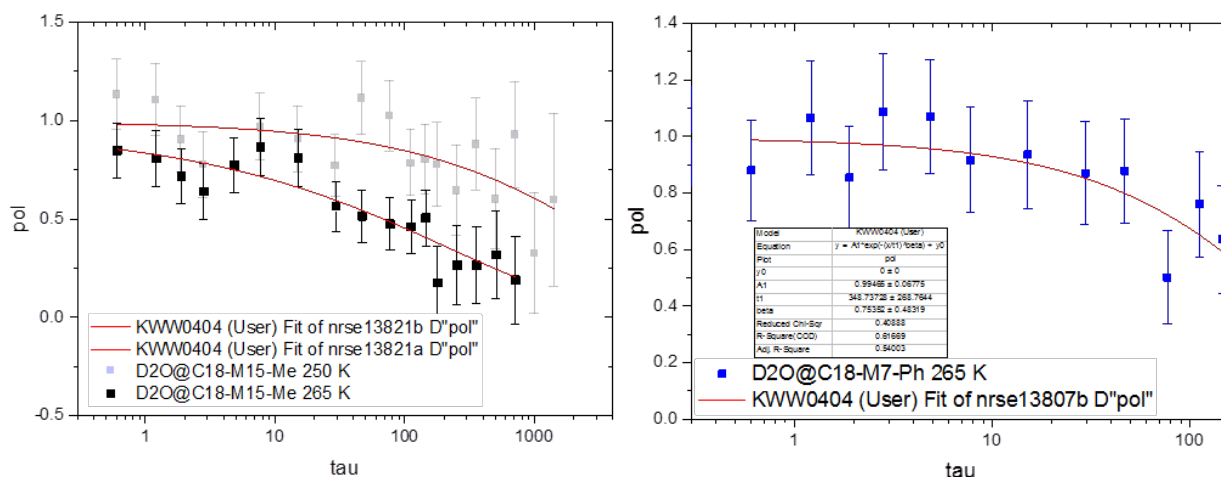 1.5
1.0
0.5
0.0
-0.5
pol
1
10
100
1000
tau
KWW0404 (User) Fit of nrse13821b D"pol"
KWW0404 (User) Fit of nrse13821a D"pol"
D2O@C18-M15-Me 250 K
D2O@C18-M15-Me 265 K
1.4
1.2
1.0
0.8
0.6
0.4
0.2
0.0
pol
1
10
100
tau
Model KWW0404 (User)
Equation y = A1*exp(-(x/t1)^beta) + y0
Plot pol
y0 0 ± 0
A1 0.99465 ± 0.06775
t1 348.73728 ± 268.7644
beta 0.75352 ± 0.48319
Reduced Chi-Sqr 0.40888
R-Square(COD) 0.61669
Adj. R-Square 0.54003
D2O@C18-M7-Ph 265 K
KWW0404 (User) Fit of nrse13807b D"pol"